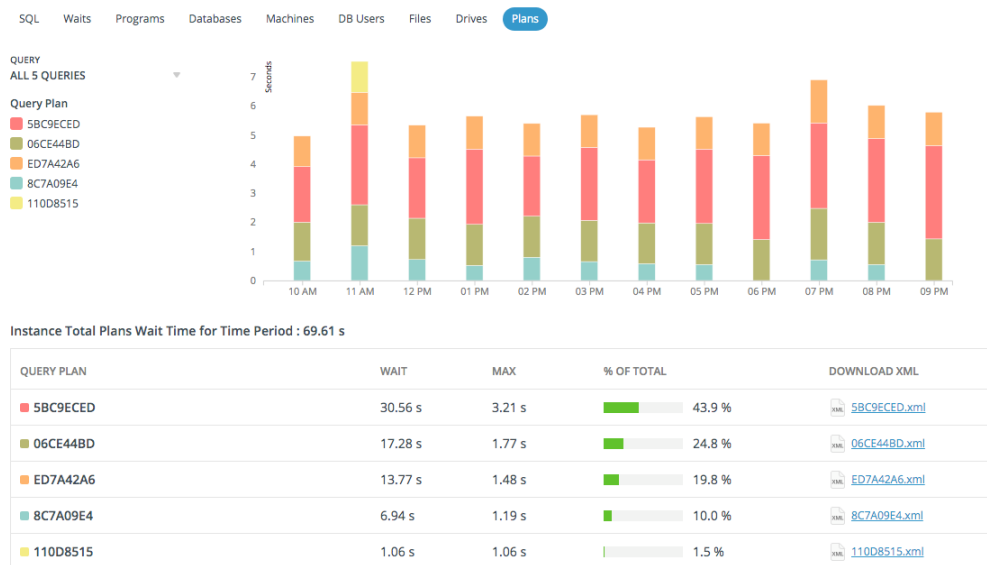 SQL Waits Programs Databases Machines DB Users Files Drives Plans
QUERY
ALL 5 QUERIES
Query Plan
5BC9ECED
06CE44BD
ED7A42A6
8C7A09E4
110D8515
Seconds
7
6
5
4
3
2
1
0
10 AM 11 AM 12 PM 01 PM 02 PM 03 PM 04 PM 05 PM 06 PM 07 PM 08 PM 09 PM
Instance Total Plans Wait Time for Time Period : 69.61 s
QUERY PLAN WAIT MAX % OF TOTAL DOWNLOAD XML
5BC9ECED 30.56 s 3.21 s 43.9 % XML 5BC9ECED.xml
06CE44BD 17.28 s 1.77 s 24.8 % XML 06CE44BD.xml
ED7A42A6 13.77 s 1.48 s 19.8 % XML ED7A42A6.xml
8C7A09E4 6.94 s 1.19 s 10.0 % XML 8C7A09E4.xml
110D8515 1.06 s 1.06 s 1.5 % XML 110D8515.xml